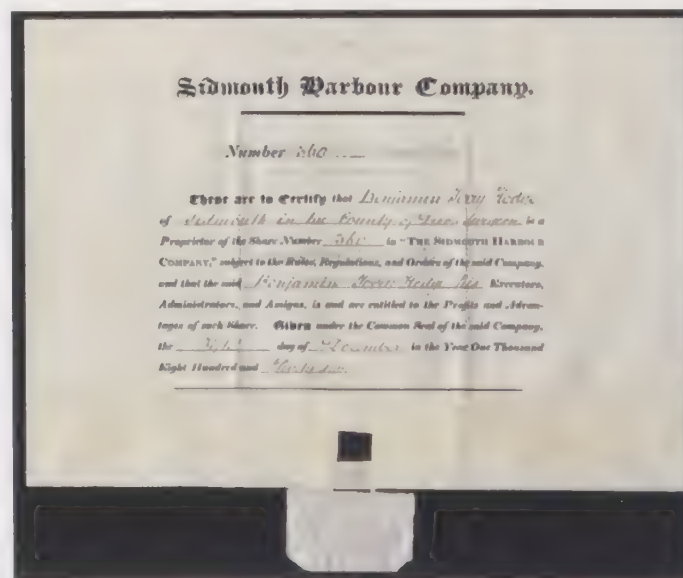 Sidmouth Harbour Company.
Number 360
These are to Certify that Benjamin
of Sidmouth in the County of Devon Surgeon is a
Proprietor of the Share Number 360 in "THE SIDMOUTH HARBOUR
COMPANY," subject to the Rules, Regulations, and Orders of the said Company,
and that the said Benjamin his Executors,
Administrators, and Assigns, is and are entitled to the Profits and Advan-
tages of such Share. Given under the Common Seal of the said Company,
the day of December in the Year One Thousand
Eight Hundred and